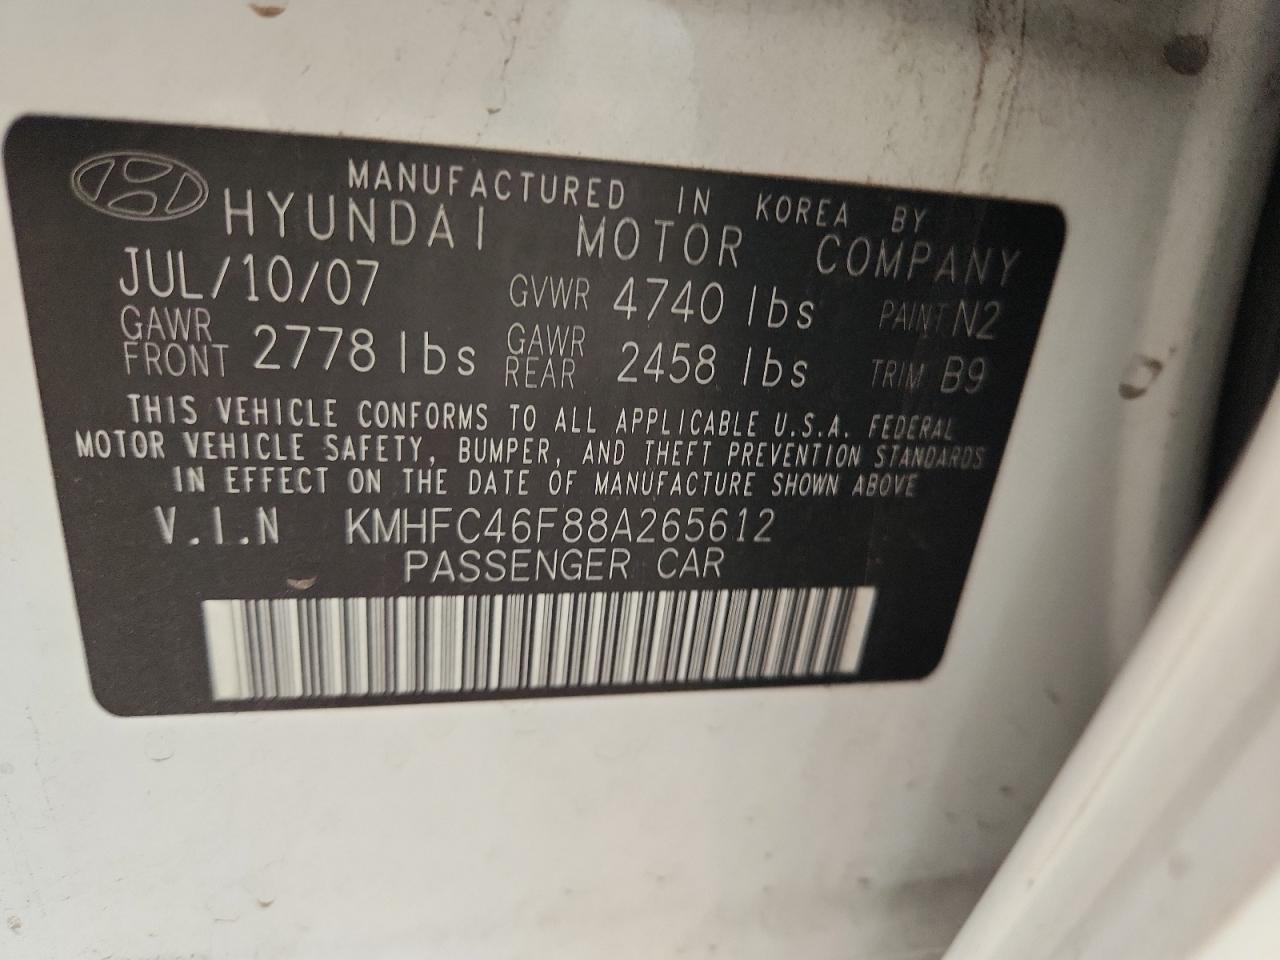 MANUFACTURED IN KOREA BY
HYUNDAI MOTOR COMPANY
JUL/10/07 GVWR 4740 lbs PAINT N2
GAWR FRONT 2778 lbs GAWR REAR 2458 lbs TRIM B9
THIS VEHICLE CONFORMS TO ALL APPLICABLE U.S.A. FEDERAL
MOTOR VEHICLE SAFETY, BUMPER, AND THEFT PREVENTION STANDARDS
IN EFFECT ON THE DATE OF MANUFACTURE SHOWN ABOVE
V.I.N KMHFC46F88A265612
PASSENGER CAR